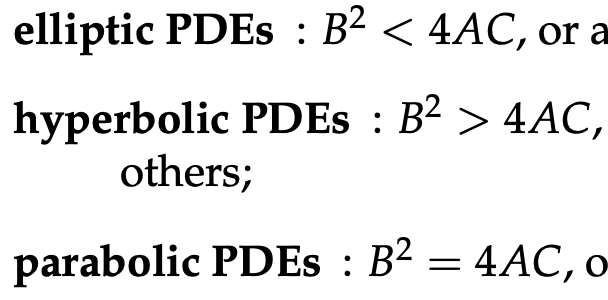 elliptic PDEs : B² < 4AC, or a
hyperbolic PDEs : B² > 4AC,
others;
parabolic PDEs : B² = 4AC, o